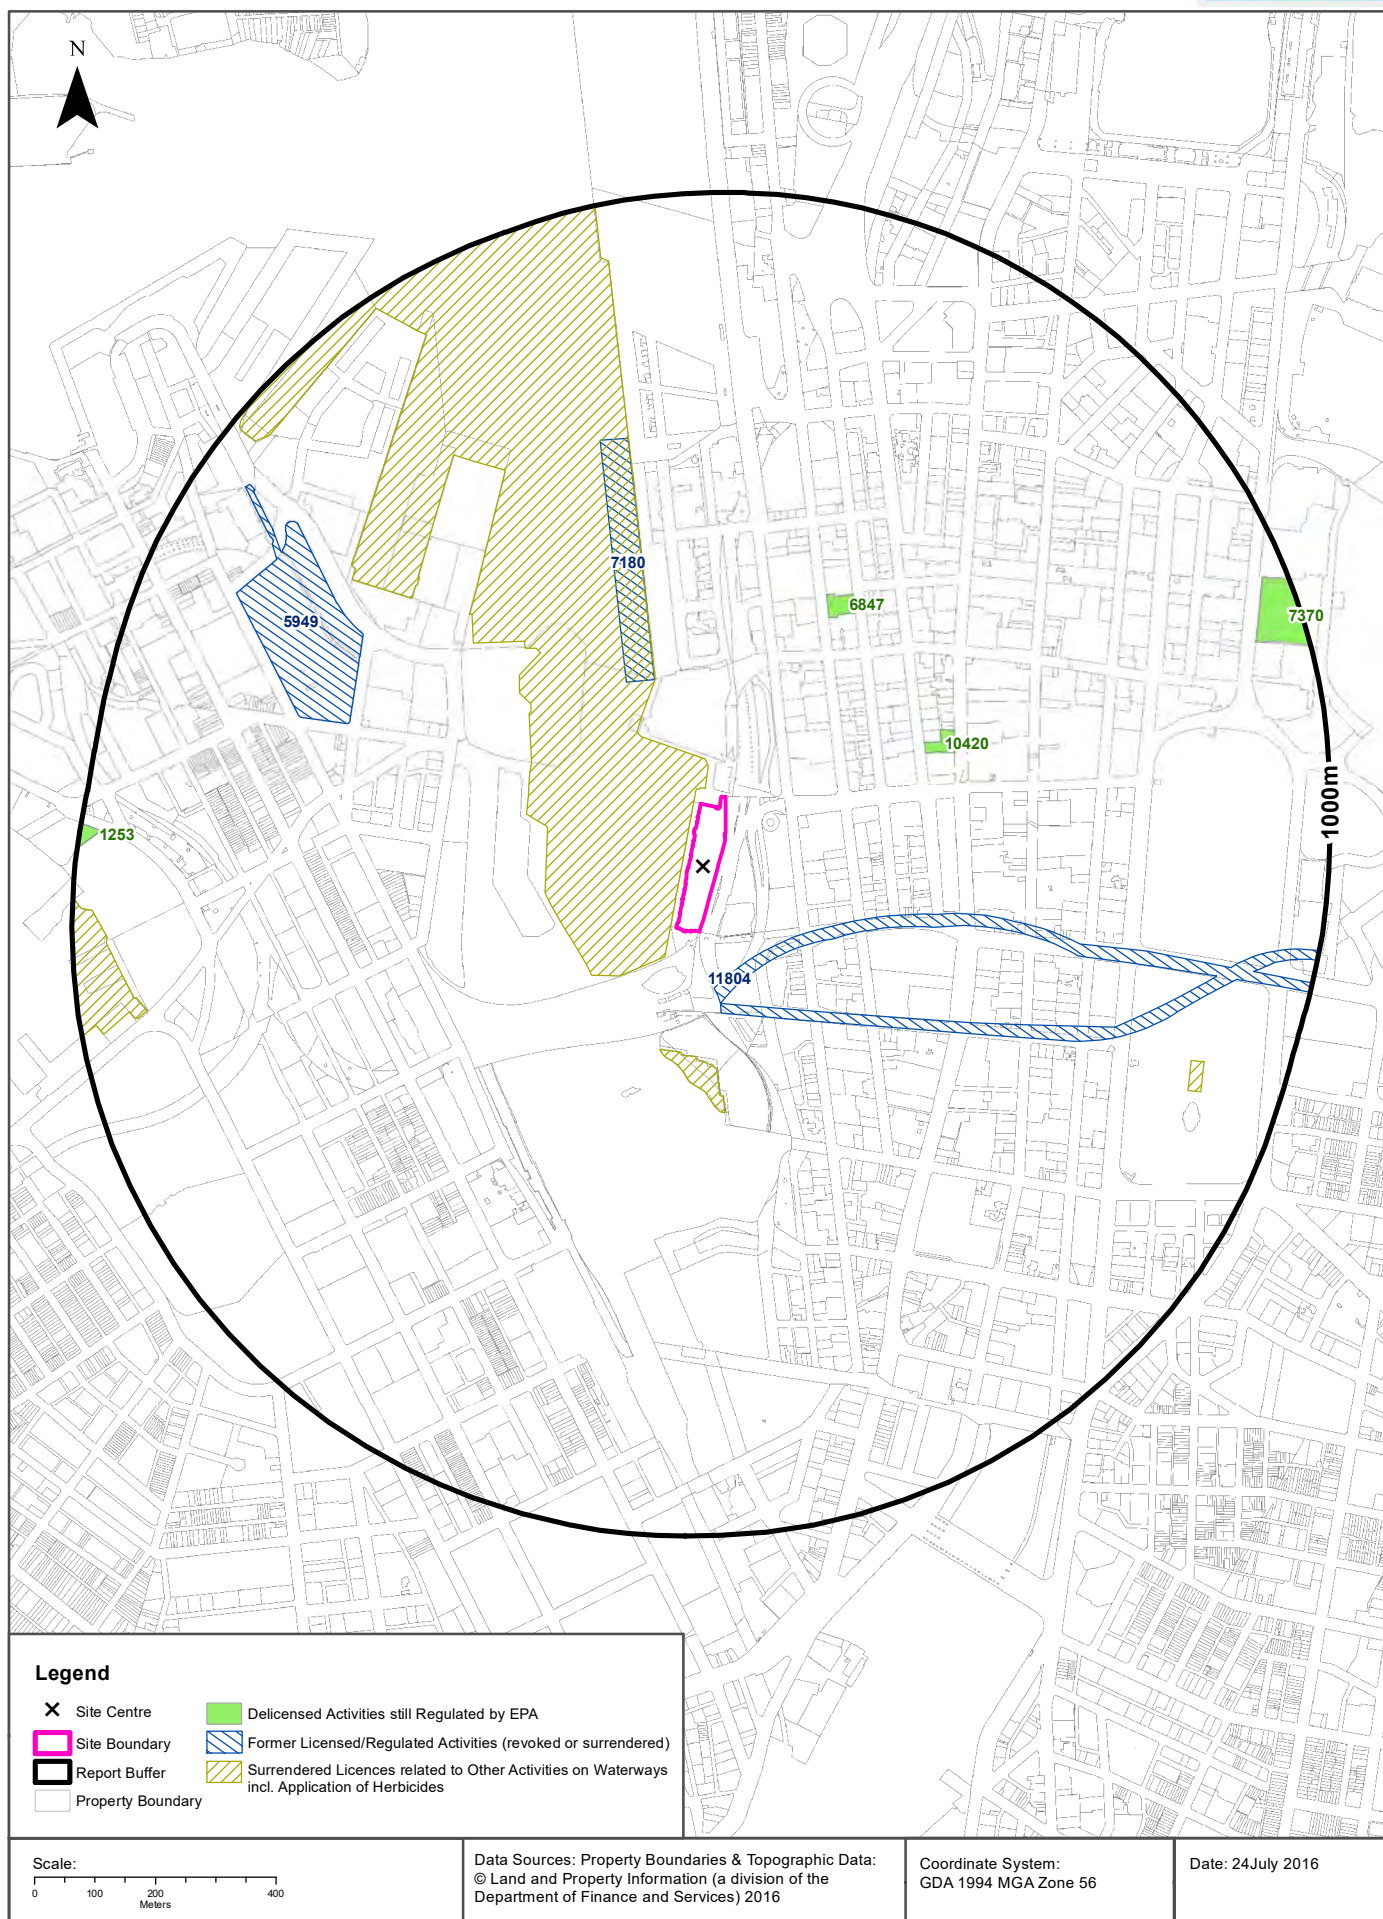 N
7180
5949
6847
7370
10420
1000m
1253
11804
Legend
Site Centre
Site Boundary
Report Buffer
Property Boundary
Delicensed Activities still Regulated by EPA
Former Licensed/Regulated Activities (revoked or surrendered)
Surrendered Licences related to Other Activities on Waterways
incl. Application of Herbicides
Scale:
0 100 200 400
Meters
Data Sources: Property Boundaries & Topographic Data:
© Land and Property Information (a division of the
Department of Finance and Services) 2016
Coordinate System:
GDA 1994 MGA Zone 56
Date: 24July 2016